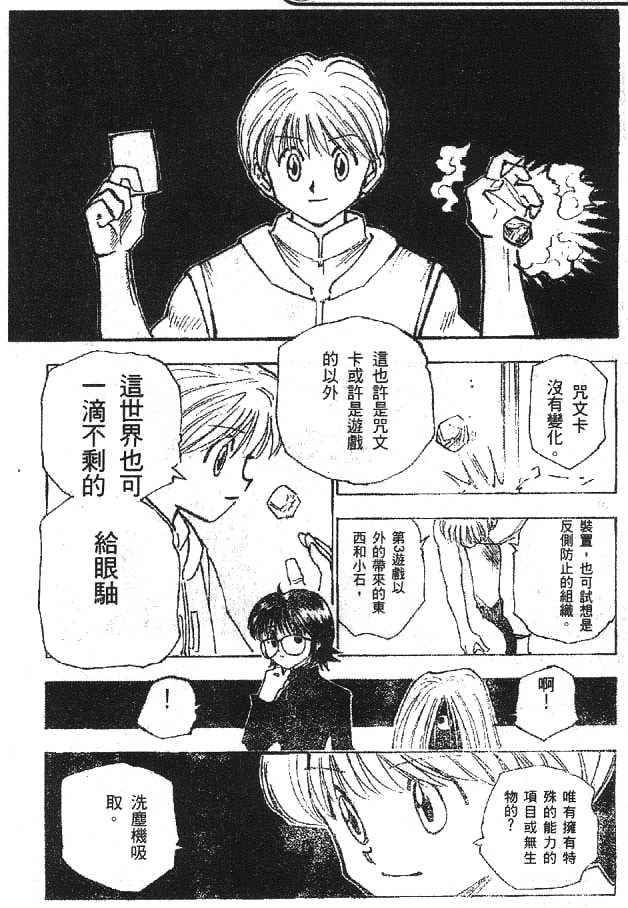 咒文卡
沒有變化。
這也許是咒文
卡或許是遊戲
的以外
這世界也可
一滴不剩的
給眼舳
裝置，也可試想是
反側防止的組織。
第3遊戲以
外的帶來的東
西和小石，
啊！
！
唯有擁有特
殊的能力的
項目或無生
物的？
洗塵機吸
取。